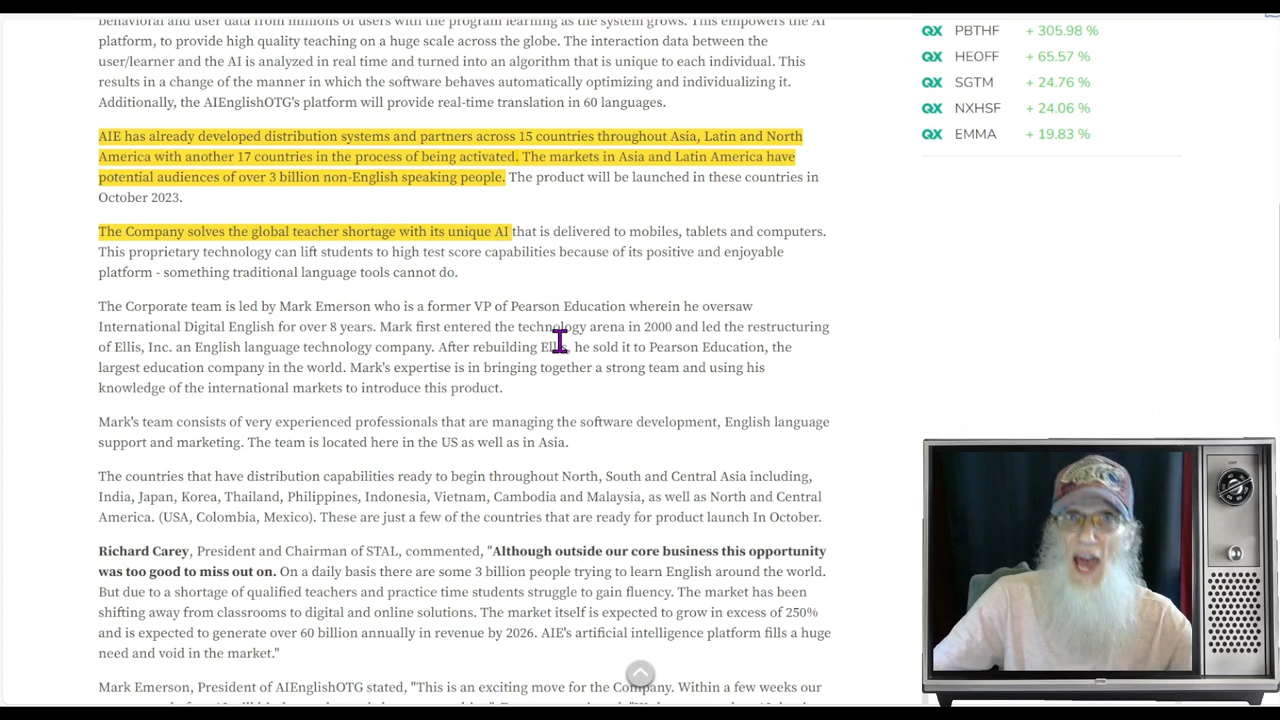 behavioral and user data from millions of users with the program learning as the system grows. This empowers the AI
platform, to provide high quality teaching on a huge scale across the globe. The interaction data between the
user/learner and the AI is analyzed in real time and turned into an algorithm that is unique to each individual. This
results in a change of the manner in which the software behaves automatically optimizing and individualizing it.
Additionally, the AIEnglishOTG's platform will provide real-time translation in 60 languages.
AIE has already developed distribution systems and partners across 15 countries throughout Asia, Latin and North
America with another 17 countries in the process of being activated. The markets in Asia and Latin America have
potential audiences of over 3 billion non-English speaking people. The product will be launched in these countries in
October 2023.
The Company solves the global teacher shortage with its unique AI that is delivered to mobiles, tablets and computers.
This proprietary technology can lift students to high test score capabilities because of its positive and enjoyable
platform - something traditional language tools cannot do.
The Corporate team is led by Mark Emerson who is a former VP of Pearson Education wherein he oversaw
International Digital English for over 8 years. Mark first entered the technology arena in 2000 and led the restructuring
of Ellis, Inc. an English language technology company. After rebuilding Ellis, he sold it to Pearson Education, the
largest education company in the world. Mark's expertise is in bringing together a strong team and using his
knowledge of the international markets to introduce this product.
Mark's team consists of very experienced professionals that are managing the software development, English language
support and marketing. The team is located here in the US as well as in Asia.
The countries that have distribution capabilities ready to begin throughout North, South and Central Asia including,
India, Japan, Korea, Thailand, Philippines, Indonesia, Vietnam, Cambodia and Malaysia, as well as North and Central
America. (USA, Colombia, Mexico). These are just a few of the countries that are ready for product launch In October.
Richard Carey, President and Chairman of STAL, commented, "Although outside our core business this opportunity
was too good to miss out on. On a daily basis there are some 3 billion people trying to learn English around the world.
But due to a shortage of qualified teachers and practice time students struggle to gain fluency. The market has been
shifting away from classrooms to digital and online solutions. The market itself is expected to grow in excess of 250%
and is expected to generate over 60 billion annually in revenue by 2026. AIE's artificial intelligence platform fills a huge
need and void in the market."
Mark Emerson, President of AIEnglishOTG stated, "This is an exciting move for the Company. Within a few weeks our
QX PBTHF + 305.98 %
QX HEOFF + 65.57 %
QX SGTM + 24.76 %
QX NXHSF + 24.06 %
QX EMMA + 19.83 %